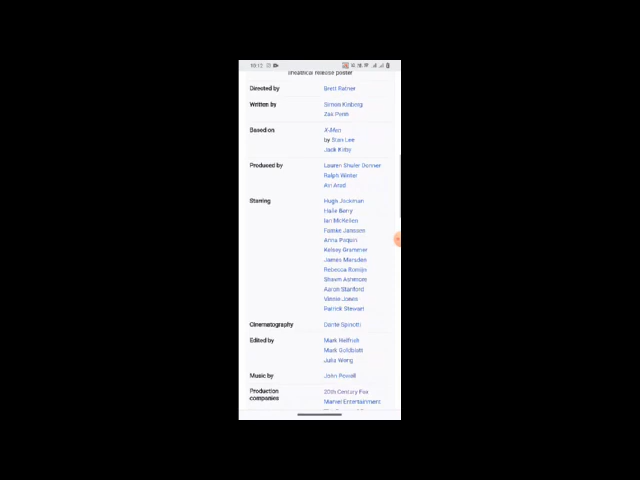 10:12
Theatrical release poster
Directed by Brett Ratner
Written by Simon Kinberg
Zak Penn
Based on X-Men
by Stan Lee
Jack Kirby
Produced by Lauren Shuler Donner
Ralph Winter
Avi Arad
Starring Hugh Jackman
Halle Berry
Ian McKellen
Famke Janssen
Anna Paquin
Kelsey Grammer
James Marsden
Rebecca Romijn
Shawn Ashmore
Aaron Stanford
Vinnie Jones
Patrick Stewart
Cinematography Dante Spinotti
Edited by Mark Helfrich
Mark Goldblatt
Julia Wong
Music by John Powell
Production 20th Century Fox
companies Marvel Entertainment